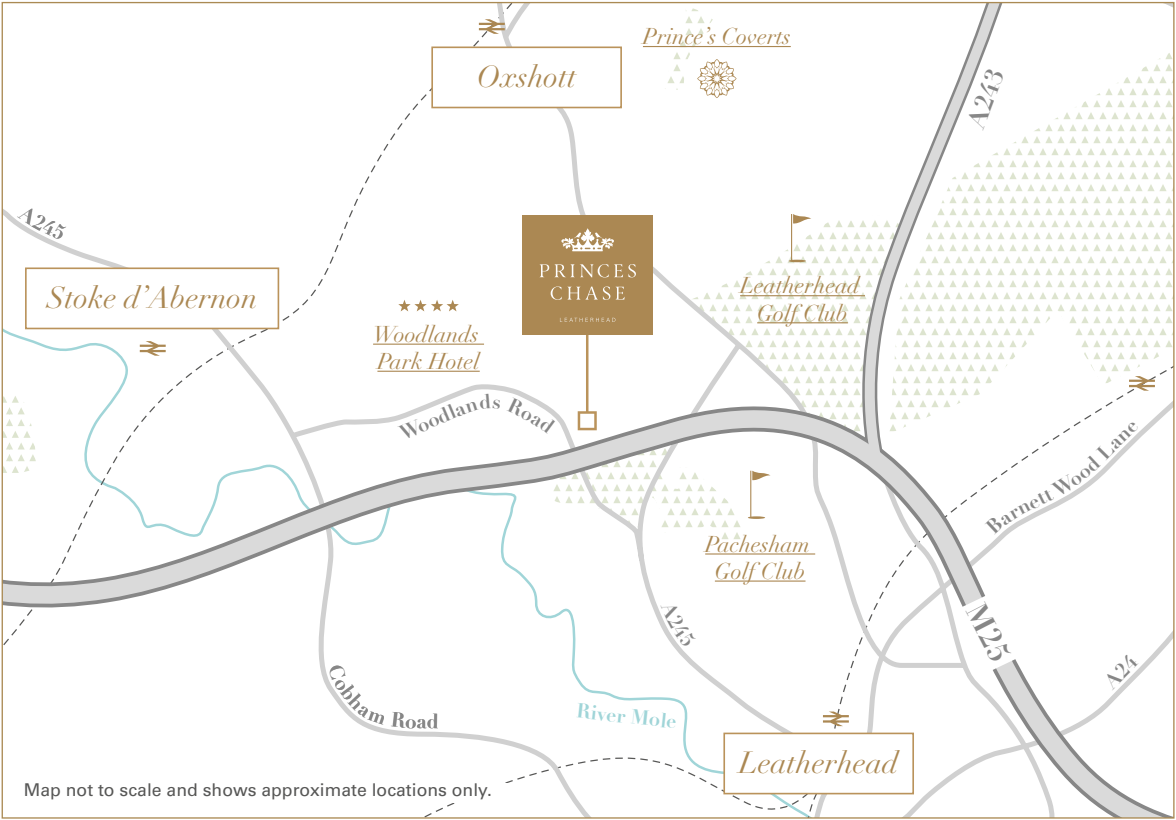 Prince's Coverts
Oxshott
A243
A245
PRINCES
CHASE
LEATHERHEAD
Stoke d'Abernon
Leatherhead
Golf Club
Woodlands
Park Hotel
Woodlands Road
Barnett Wood Lane
Pachesham
Golf Club
A245
M25
A24
Cobham Road
River Mole
Leatherhead
Map not to scale and shows approximate locations only.